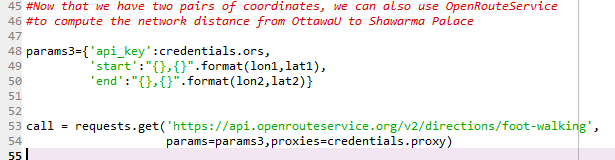 45 #Now that we have two pairs of coordinates, we can also use OpenRouteService
46 #to compute the network distance from OttawaU to Shawarma Palace
47
48 params3={'api_key':credentials.ors,
49 'start':"{},{}".format(lon1,lat1),
50 'end':"{},{}".format(lon2,lat2)}
51
52
53 call = requests.get('https://api.openrouteservice.org/v2/directions/foot-walking',
54 params=params3,proxies=credentials.proxy)
55